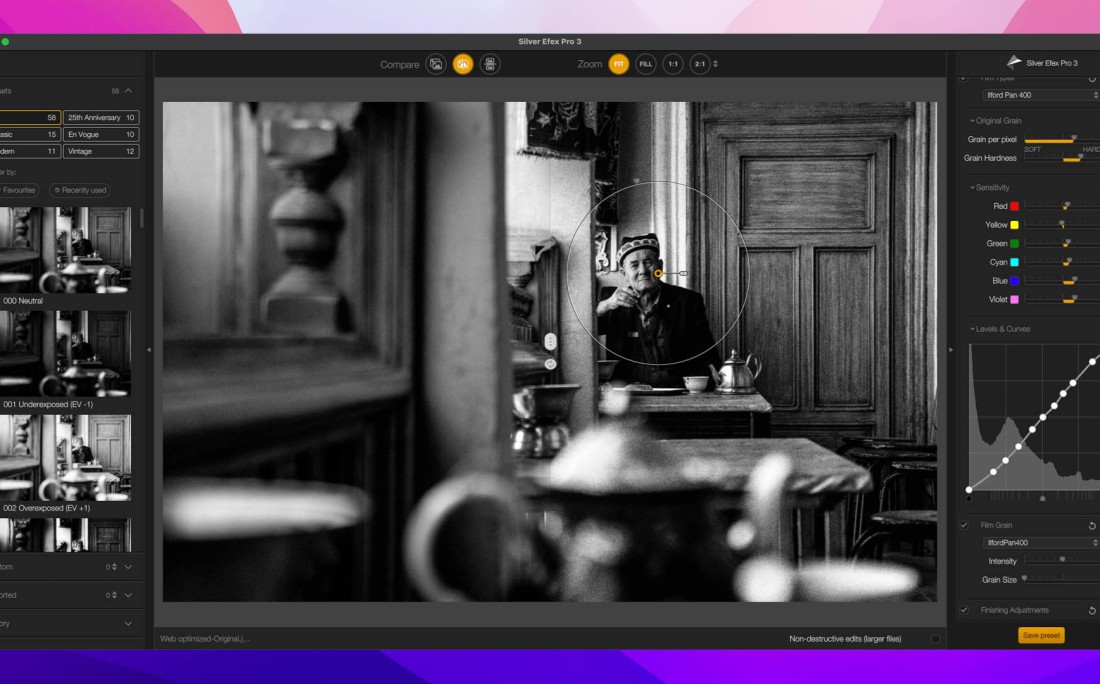 Silver Efex Pro 3
Compare
Zoom
FIT
FILL
1:1
2:1
Silver Efex Pro 3
sets
58
58
25th Anniversary 10
ssic 15
En Vogue 10
dern 11
Vintage 12
er by:
Favourites
Recently used
000 Neutral
001 Underexposed (EV -1)
002 Overexposed (EV +1)
tom 0
orted 0
ory
Film Types
Ilford Pan 400
Original Grain
Grain per pixel
SOFT HARD
Grain Hardness
Sensitivity
Red
Yellow
Green
Cyan
Blue
Violet
Levels & Curves
Film Grain
IlfordPan400
Intensity
Grain Size
Finishing Adjustments
Save preset
Web optimized-Original.j...
Non-destructive edits (larger files)